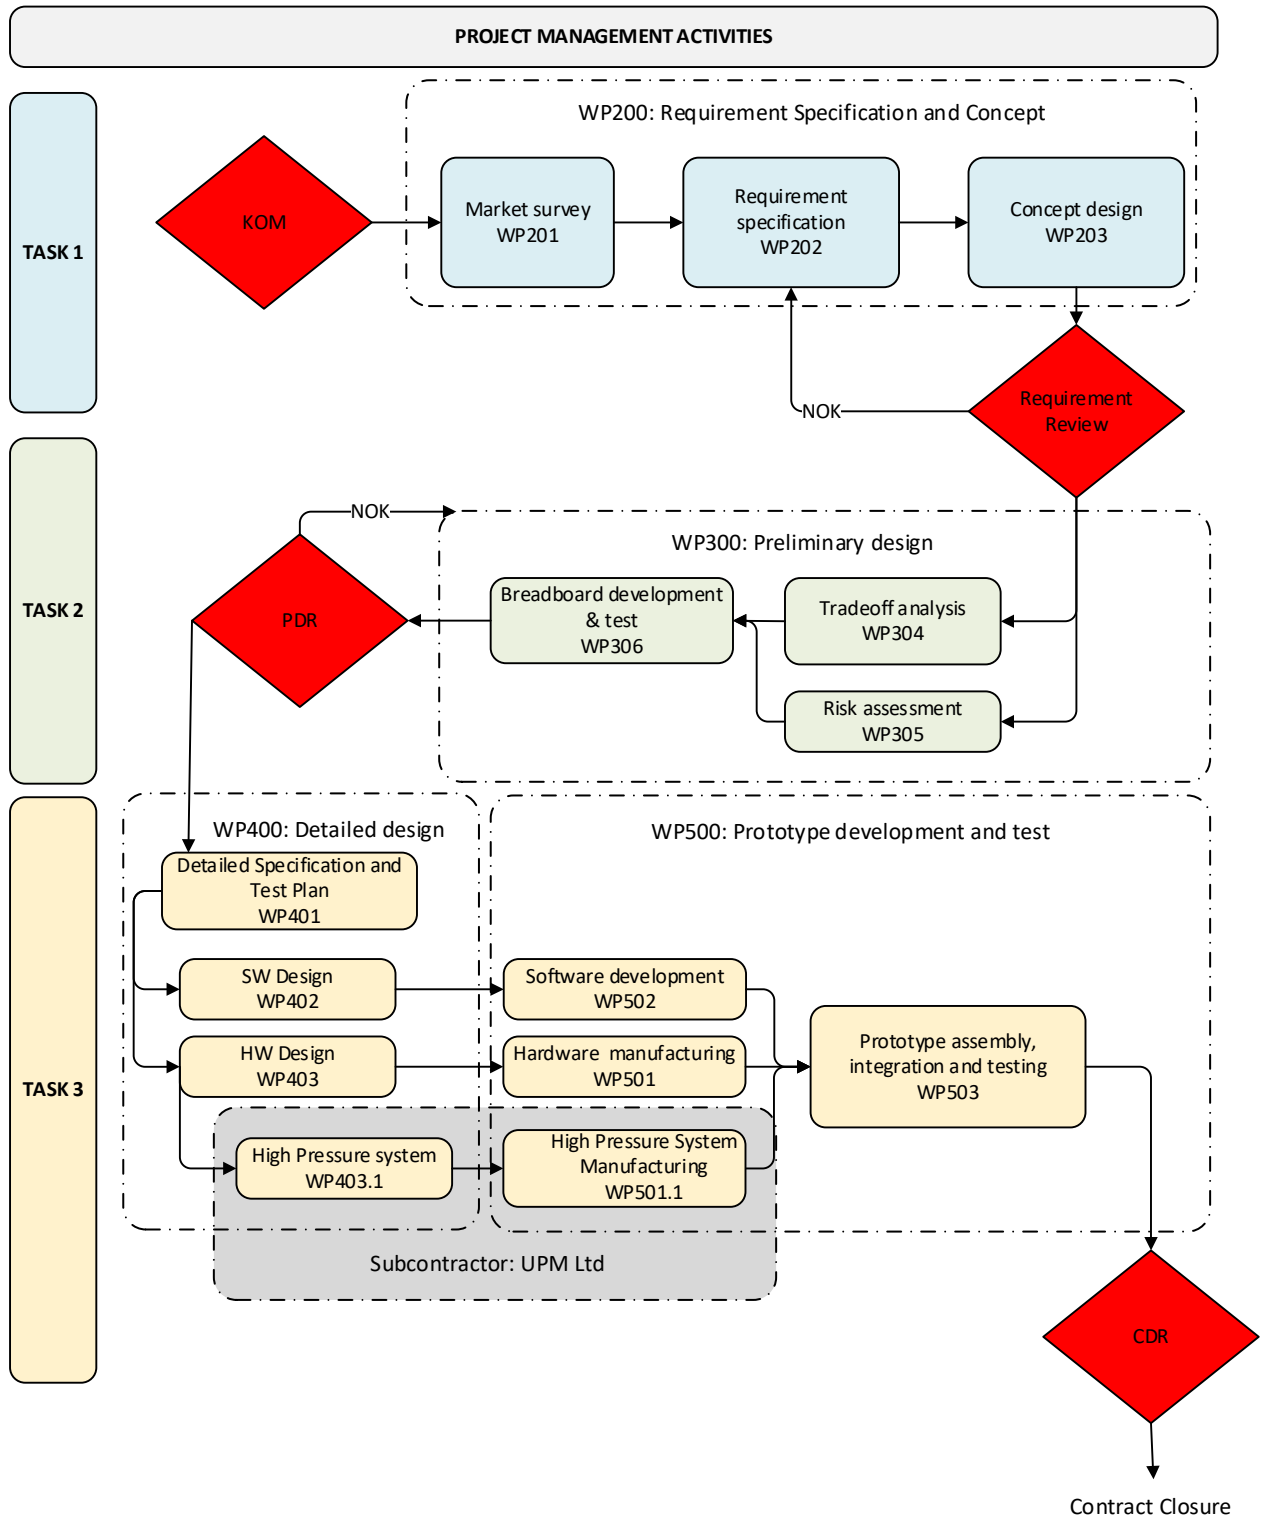 PROJECT MANAGEMENT ACTIVITIES
TASK 1
WP200: Requirement Specification and Concept
KOM
Market survey
WP201
Requirement
specification
WP202
Concept design
WP203
NOK
Requirement
Review
TASK 2
NOK
WP300: Preliminary design
PDR
Breadboard development
& test
WP306
Tradeoff analysis
WP304
Risk assessment
WP305
TASK 3
WP400: Detailed design
Detailed Specification and
Test Plan
WP401
SW Design
WP402
HW Design
WP403
High Pressure system
WP403.1
WP500: Prototype development and test
Software development
WP502
Hardware manufacturing
WP501
High Pressure System
Manufacturing
WP501.1
Prototype assembly,
integration and testing
WP503
Subcontractor: UPM Ltd
CDR
Contract Closure